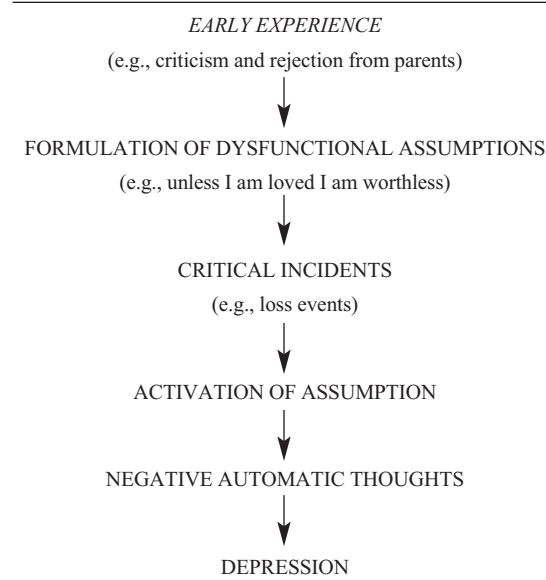 EARLY EXPERIENCE
(e.g., criticism and rejection from parents)
FORMULATION OF DYSFUNCTIONAL ASSUMPTIONS
(e.g., unless I am loved I am worthless)
CRITICAL INCIDENTS
(e.g., loss events)
ACTIVATION OF ASSUMPTION
NEGATIVE AUTOMATIC THOUGHTS
DEPRESSION